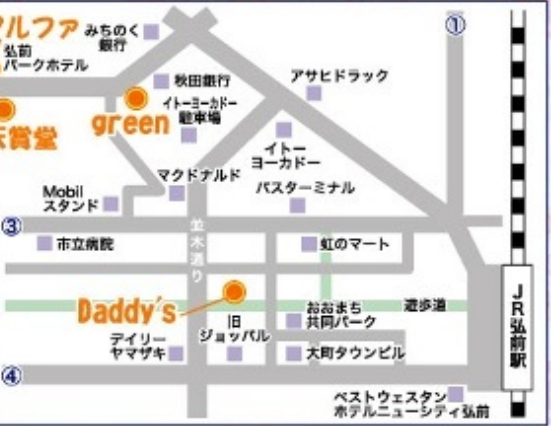 アルファ
みちのく
銀行
弘前
パークホテル
①
秋田銀行
アサヒドラック
green
イトーヨーカドー
駐車場
賞堂
イトー
ヨーカドー
マクドナルド
バスターミナル
Mobil
スタンド
③
市立病院
並木通り
虹のマート
Daddy's
おおまち
共同パーク
遊歩道
旧
ジョッパル
デイリー
ヤマザキ
大町タウンビル
JR弘前駅
④
ベストウェスタン
ホテルニューシティ弘前